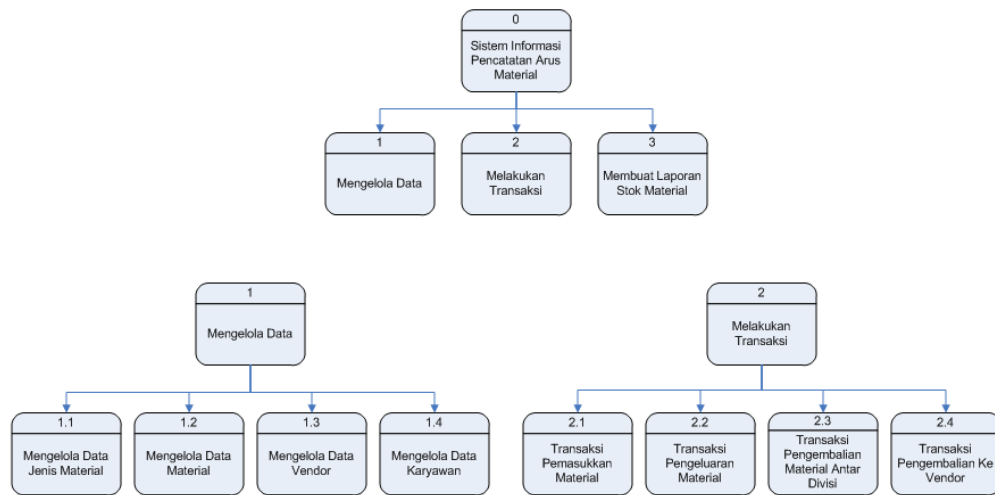 0
Sistem Informasi
Pencatatan Arus
Material
1
Mengelola Data
2
Melakukan
Transaksi
3
Membuat Laporan
Stok Material
1
Mengelola Data
2
Melakukan
Transaksi
1.1
Mengelola Data
Jenis Material
1.2
Mengelola Data
Material
1.3
Mengelola Data
Vendor
1.4
Mengelola Data
Karyawan
2.1
Transaksi
Pemasukkan
Material
2.2
Transaksi
Pengeluaran
Material
2.3
Transaksi
Pengembalian
Material Antar
Divisi
2.4
Transaksi
Pengembalian Ke
Vendor